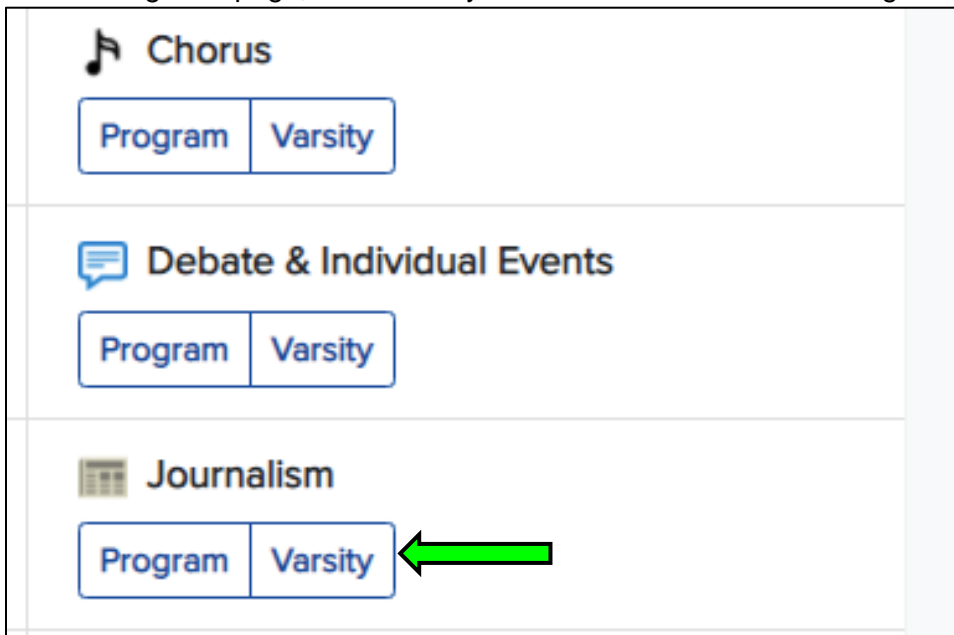 Chorus
Program Varsity
Debate & Individual Events
Program Varsity
Journalism
Program Varsity